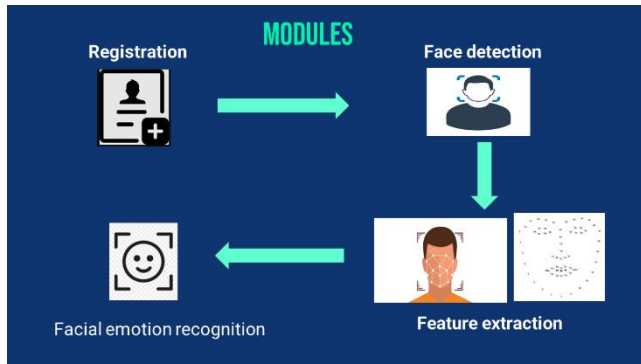 MODULES
Registration
Face detection
Facial emotion recognition
Feature extraction